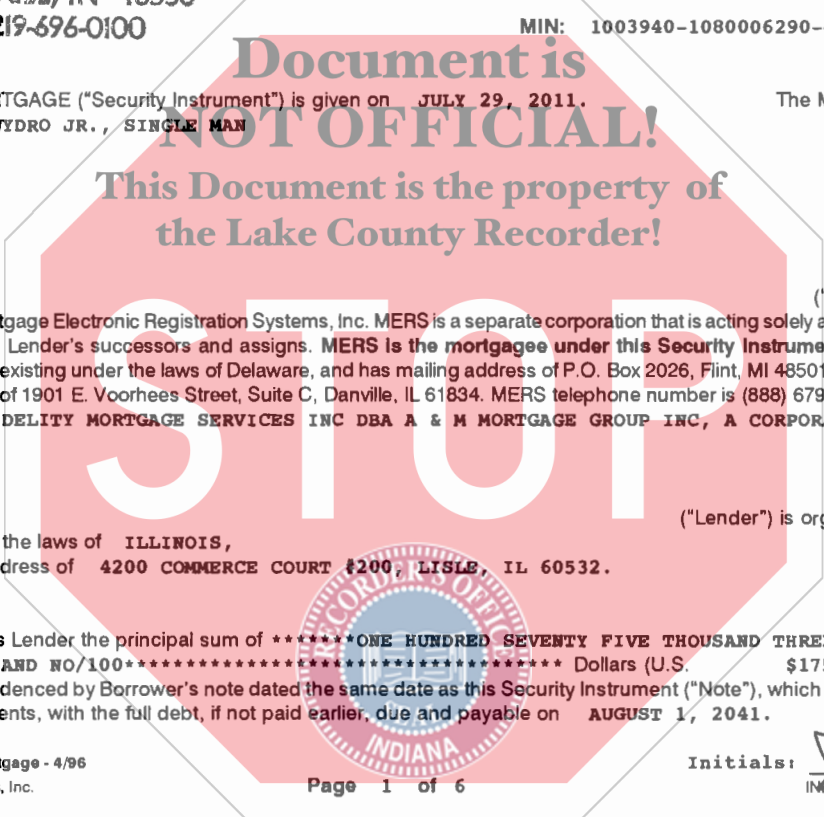 219-696-0100
MIN: 1003940-1080006290-
Document is
TGAGE ("Security Instrument") is given on JULY 29, 2011. The M
NOT OFFICIAL!
YDRO JR., SINGLE MAN
This Document is the property of
the Lake County Recorder!
("
tgage Electronic Registration Systems, Inc. MERS is a separate corporation that is acting solely a
Lender's successors and assigns. MERS is the mortgagee under this Security Instrume
existing under the laws of Delaware, and has mailing address of P.O. Box 2026, Flint, MI 48501
of 1901 E. Voorhees Street, Suite C, Danville, IL 61834. MERS telephone number is (888) 679
DELITY MORTGAGE SERVICES INC DBA A & M MORTGAGE GROUP INC, A CORPOR
STOP
("Lender") is org
the laws of ILLINOIS,
dress of 4200 COMMERCE COURT #200, LISLE, IL 60532.
RECORDER'S OFFICE
s Lender the principal sum of *******ONE HUNDRED SEVENTY FIVE THOUSAND THREE
AND NO/100************************************ Dollars (U.S. $175
denced by Borrower's note dated the same date as this Security Instrument ("Note"), which
ents, with the full debt, if not paid earlier, due and payable on AUGUST 1, 2041.
INDIANA
gage - 4/96
Initials:
, Inc.
Page 1 of 6